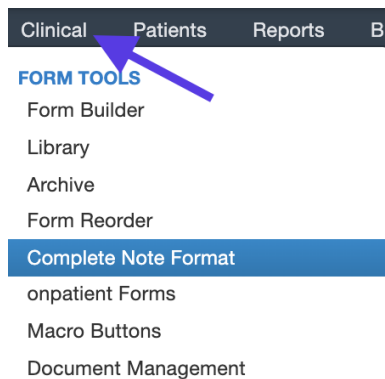 Clinical Patients Reports B
FORM TOOLS
Form Builder
Library
Archive
Form Reorder
Complete Note Format
onpatient Forms
Macro Buttons
Document Management